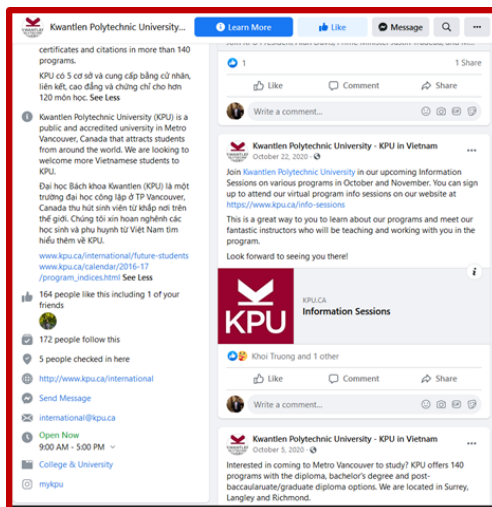 Kwantlen Polytechnic University...
Learn More
Like
Message
certificates and citations in more than 140
programs.
KPU có 5 cơ sở và cung cấp bằng cử nhân,
liên kết, cao đẳng và chứng chỉ cho hơn
120 môn học. See Less
Kwantlen Polytechnic University (KPU) is a
public and accredited university in Metro
Vancouver, Canada that attracts students
from around the world. We are looking to
welcome more Vietnamese students to
KPU.
Đại học Bách khoa Kwantlen (KPU) là một
trường đại học công lập ở TP Vancouver,
Canada thu hút sinh viên từ khắp nơi trên
thế giới. Chúng tôi xin hoan nghênh các
học sinh và phụ huynh từ Việt Nam tìm
hiểu thêm về KPU.
www.kpu.ca/international/future-students
www.kpu.ca/calendar/2016-17
/program_indices.html See Less
164 people like this including 1 of your
friends
172 people follow this
5 people checked in here
http://www.kpu.ca/international
Send Message
international@kpu.ca
Open Now
9:00 AM - 5:00 PM
College & University
mykpu
1
1 Share
Like
Comment
Share
Write a comment...
Kwantlen Polytechnic University - KPU in Vietnam
October 22, 2020 ·
Join Kwantlen Polytechnic University in our upcoming Information
Sessions on various programs in October and November. You can sign
up to attend our virtual program info sessions on our website at
https://www.kpu.ca/info-sessions
This is a great way to you to learn about our programs and meet our
fantastic instructors who will be teaching and working with you in the
program.
Look forward to seeing you there!
KPU
KPU.CA
Information Sessions
Khoi Truong and 1 other
Like
Comment
Share
Write a comment...
Kwantlen Polytechnic University - KPU in Vietnam
October 5, 2020 ·
Interested in coming to Metro Vancouver to study? KPU offers 140
programs with the diploma, bachelor's degree and post-
baccalaruate/graduate diploma options. We are located in Surrey,
Langley and Richmond.